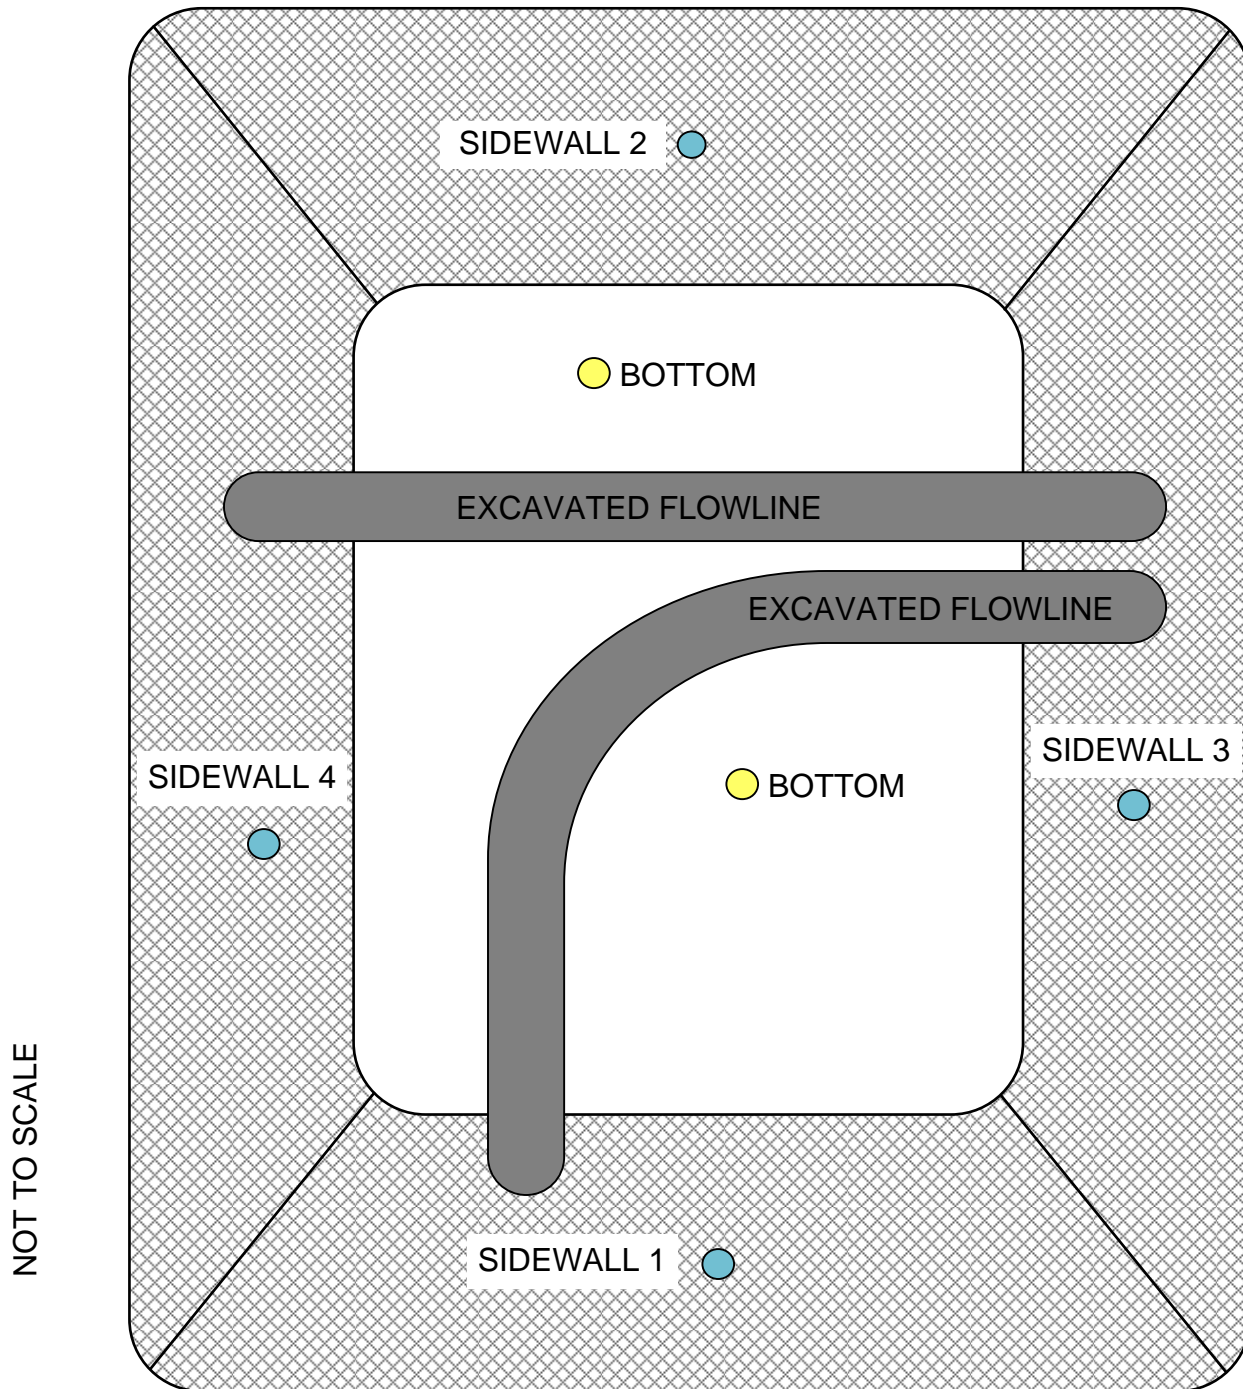 SIDEWALL 2
BOTTOM
EXCAVATED FLOWLINE
EXCAVATED FLOWLINE
SIDEWALL 3
SIDEWALL 4
BOTTOM
SIDEWALL 1
NOT TO SCALE